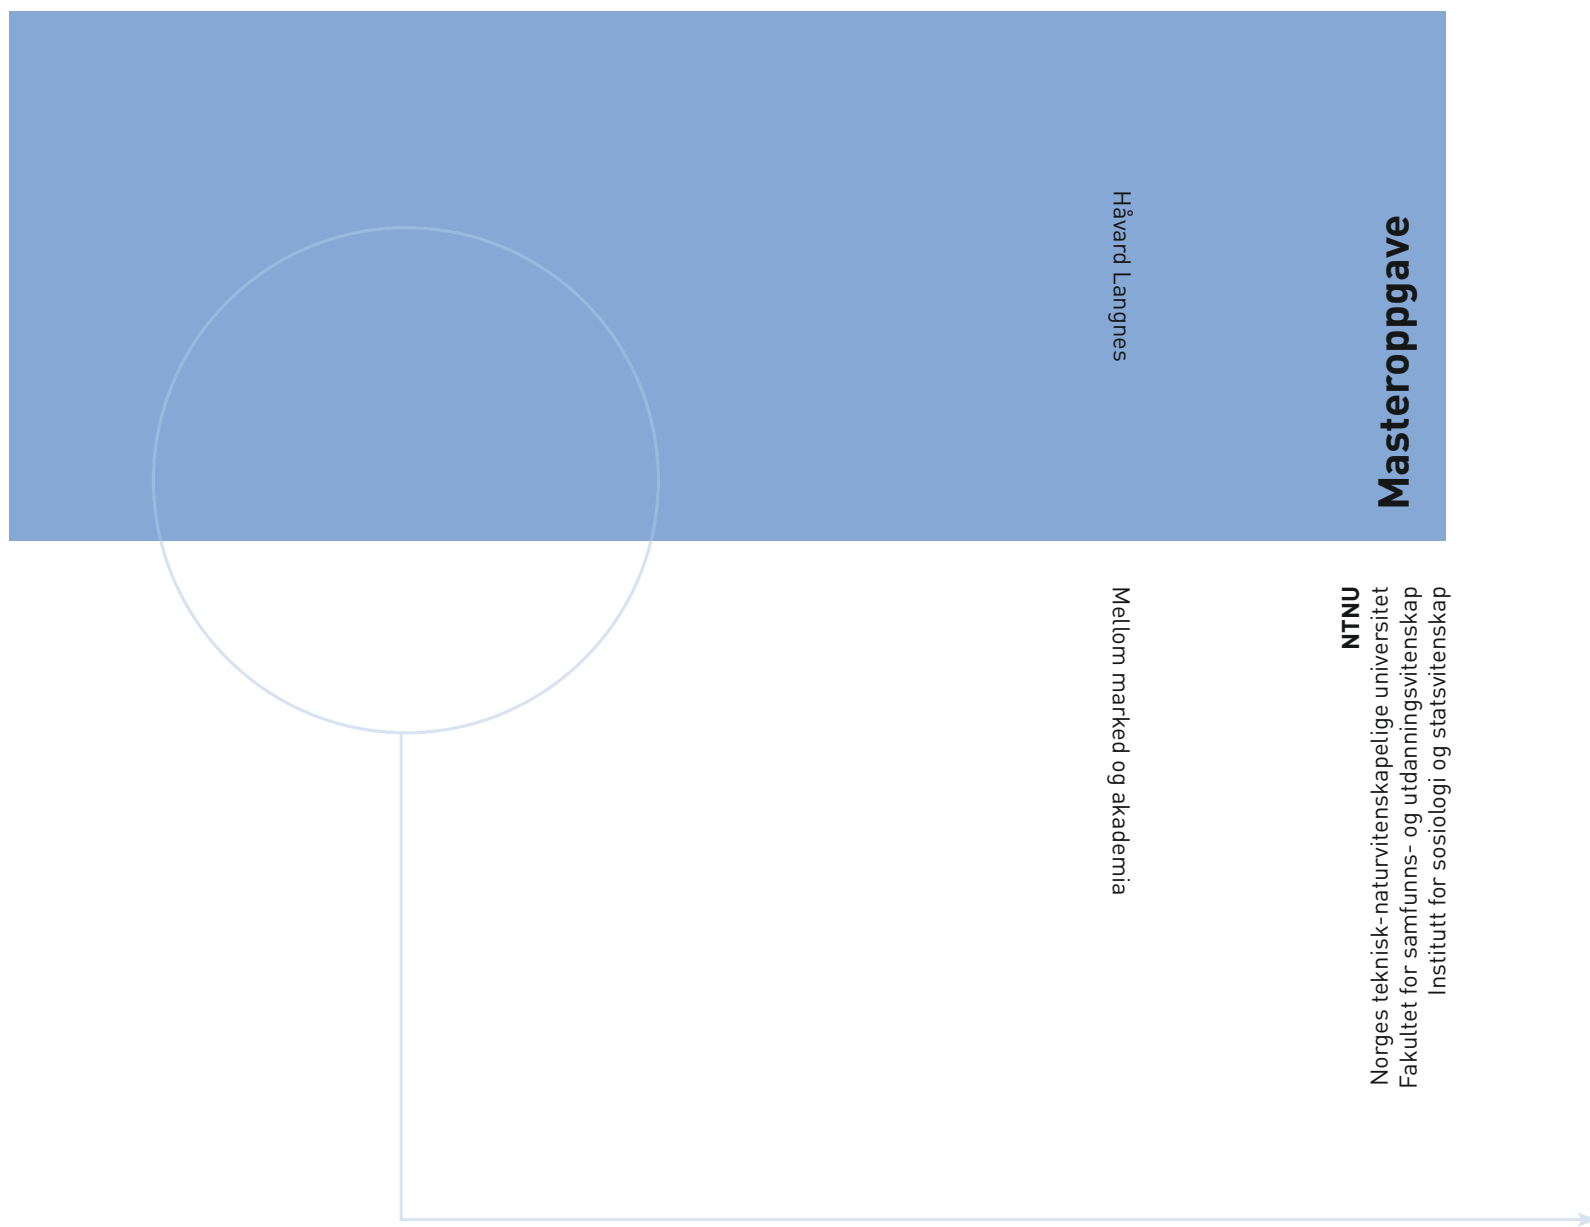 Håvard Langnes
Mellom marked og akademia
Masteroppgave
NTNU
Norges teknisk-naturvitenskapelige universitet
Fakultet for samfunns- og utdanningsvitenskap
Institutt for sosiologi og statsvitenskap